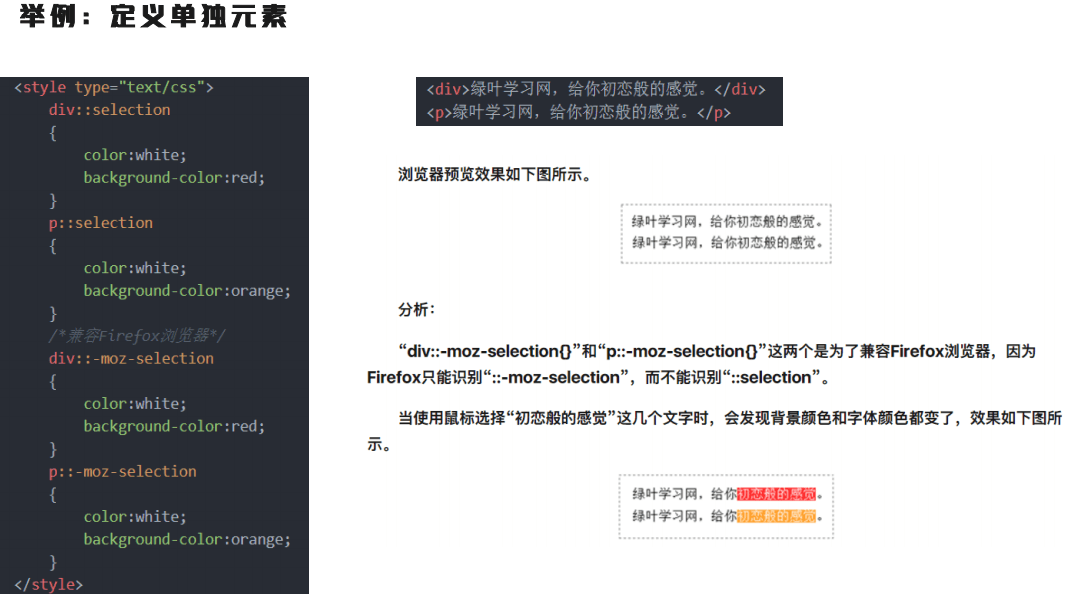 举例：定义单独元素
<style type="text/css">
div::selection
{
color:white;
background-color:red;
}
p::selection
{
color:white;
background-color:orange;
}
/*兼容Firefox浏览器*/
div::-moz-selection
{
color:white;
background-color:red;
}
p::-moz-selection
{
color:white;
background-color:orange;
}
</style>
<div>绿叶学习网，给你初恋般的感觉。</div>
<p>绿叶学习网，给你初恋般的感觉。</p>
浏览器预览效果如下图所示。
绿叶学习网，给你初恋般的感觉。
绿叶学习网，给你初恋般的感觉。
分析：
“div::-moz-selection{}”和“p::-moz-selection{}”这两个是为了兼容Firefox浏览器，因为
Firefox只能识别“::-moz-selection”，而不能识别“::selection”。
当使用鼠标选择“初恋般的感觉”这几个文字时，会发现背景颜色和字体颜色都变了，效果如下图所
示。
绿叶学习网，给你初恋般的感觉。
绿叶学习网，给你初恋般的感觉。